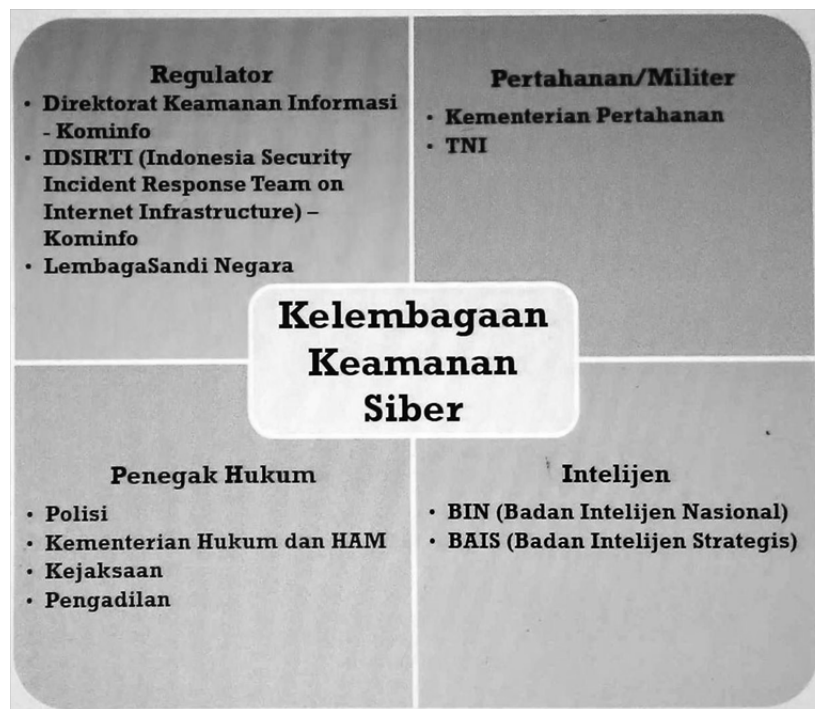 Regulator
• Direktorat Keamanan Informasi
- Kominfo
• IDSIRTI (Indonesia Security
Incident Response Team on
Internet Infrastructure) –
Kominfo
• LembagaSandi Negara
Pertahanan/Militer
• Kementerian Pertahanan
• TNI
Kelembagaan
Keamanan
Siber
Penegak Hukum
• Polisi
• Kementerian Hukum dan HAM
• Kejaksaan
• Pengadilan
Intelijen
• BIN (Badan Intelijen Nasional)
• BAIS (Badan Intelijen Strategis)